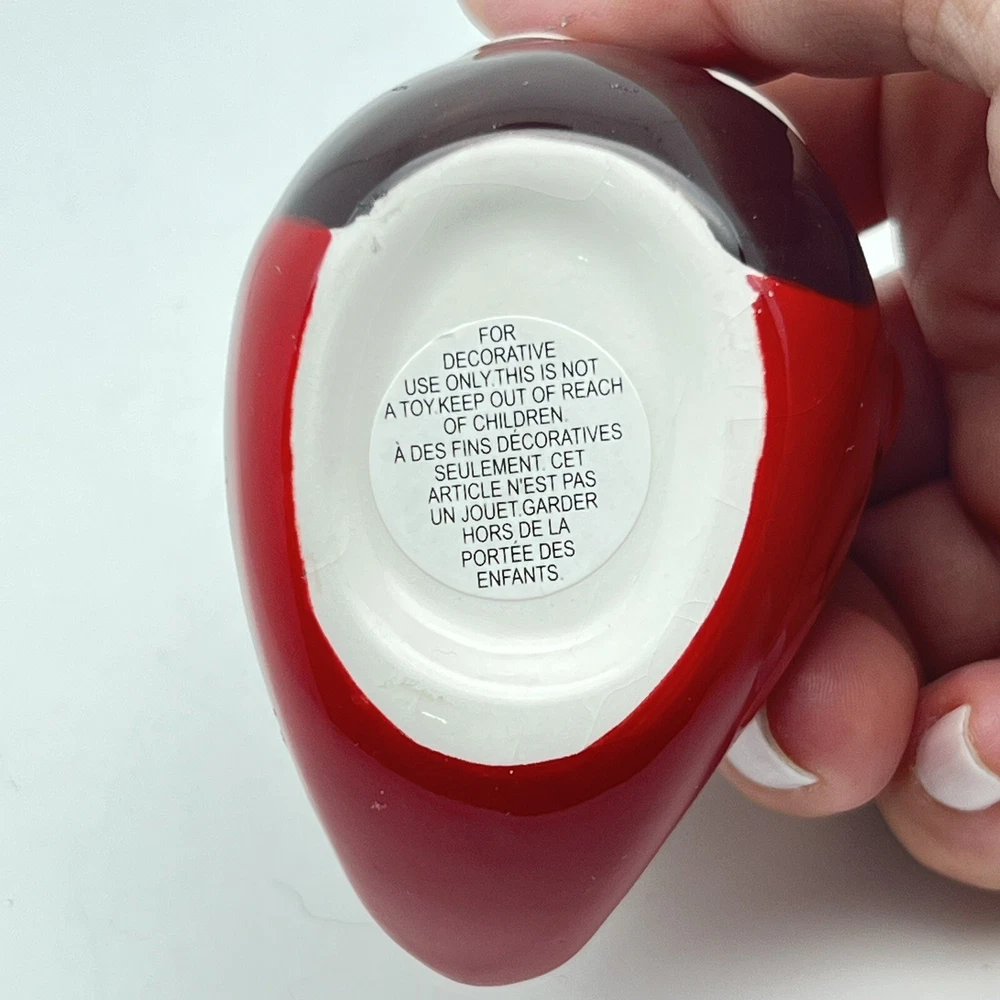 FOR
DECORATIVE
USE ONLY.THIS IS NOT
A TOY.KEEP OUT OF REACH
OF CHILDREN.
À DES FINS DÉCORATIVES
SEULEMENT. CET
ARTICLE N'EST PAS
UN JOUET.GARDER
HORS DE LA
PORTÉE DES
ENFANTS.